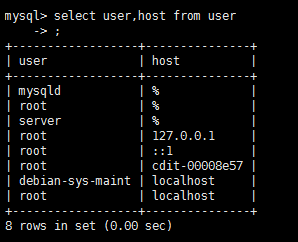 mysql> select user,host from user
    -> ;
+------------------+---------------+
| user             | host          |
+------------------+---------------+
| mysqld           | %             |
| root             | %             |
| server           | %             |
| root             | 127.0.0.1     |
| root             | ::1           |
| root             | cdit-00008e57 |
| debian-sys-maint | localhost     |
| root             | localhost     |
+------------------+---------------+
8 rows in set (0.00 sec)